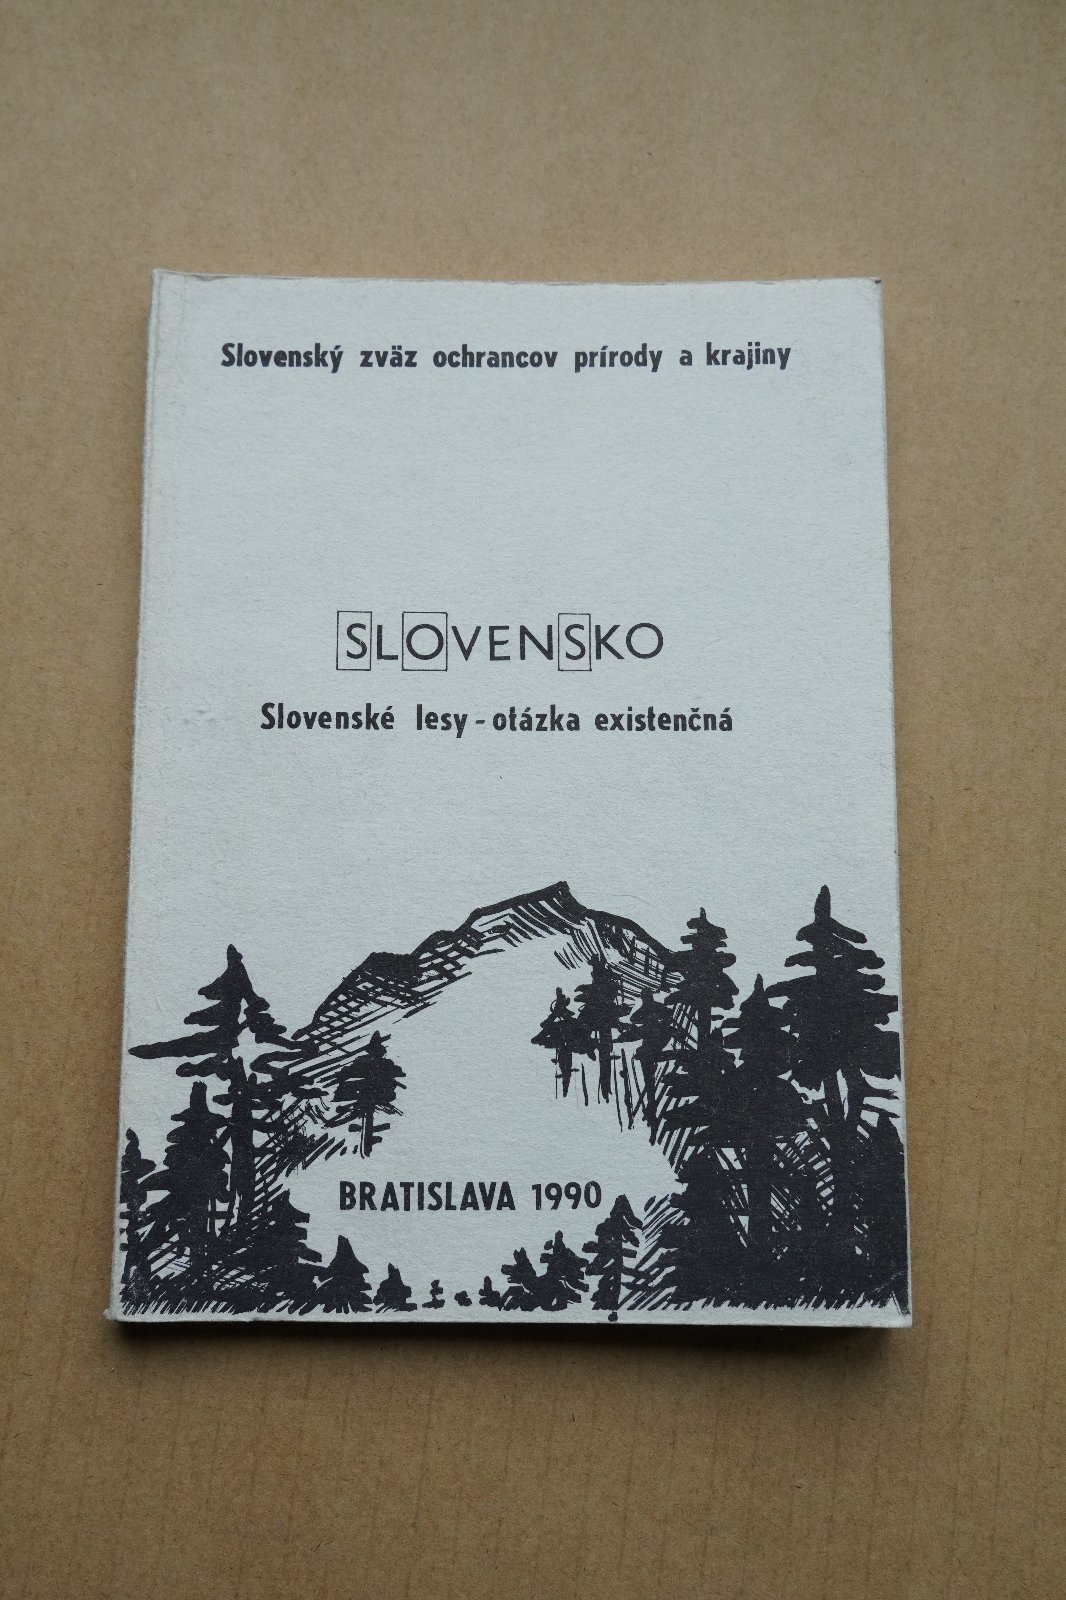 Slovenský zväz ochrancov prírody a krajiny
SLOVENSKO
Slovenské lesy - otázka existenčná
BRATISLAVA 1990